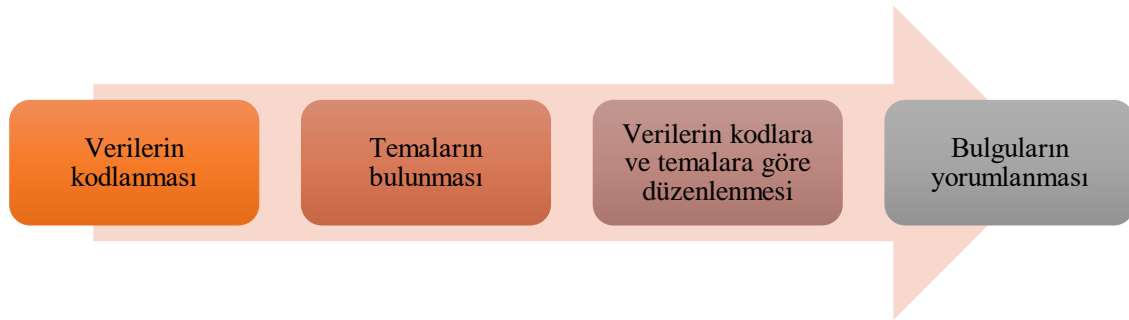 Verilerin
kodlanması
Temaların
bulunması
Verilerin kodlara
ve temalara göre
düzenlenmesi
Bulguların
yorumlanması